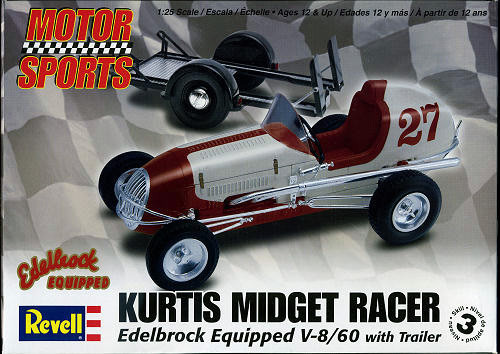 MOTOR
SPORTS
1:25 Scale / Escala / Échelle • Ages 12 & Up / Edades 12 y más / À partir de 12 ans
27
Edelbrock
EQUIPPED
Revell
KURTIS MIDGET RACER
Edelbrock Equipped V-8/60 with Trailer
Skill • Nivel de
3